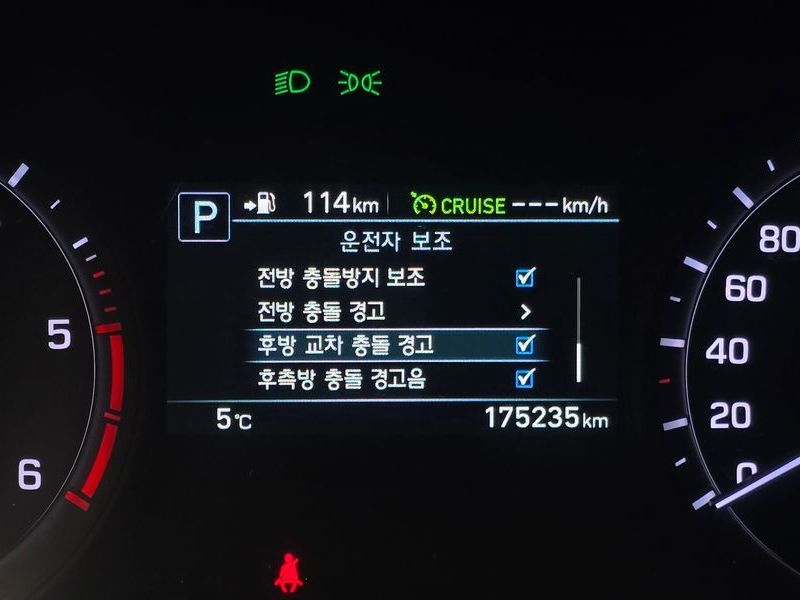 P 114km CRUISE ---km/h
운전자 보조
전방 충돌방지 보조
전방 충돌 경고 >
후방 교차 충돌 경고
후측방 충돌 경고음
5℃ 175235km
5
6
80
60
40
20
0